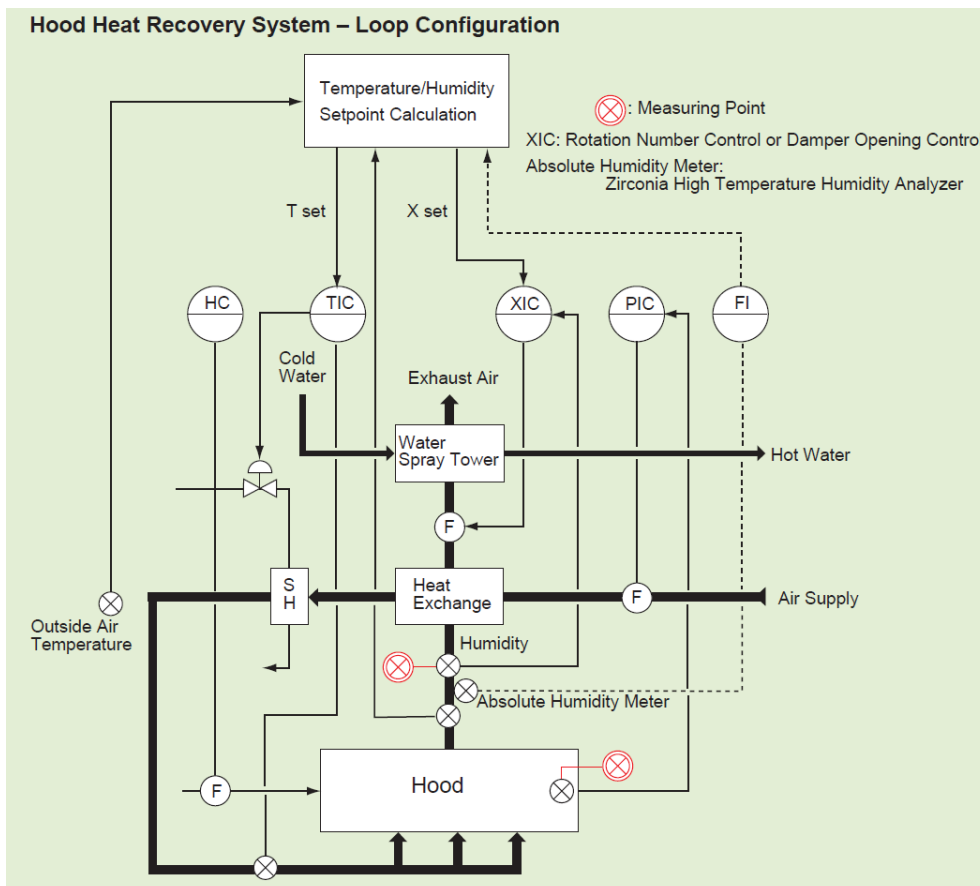 Hood Heat Recovery System – Loop Configuration
Temperature/Humidity
Setpoint Calculation
: Measuring Point
XIC: Rotation Number Control or Damper Opening Control
Absolute Humidity Meter:
Zirconia High Temperature Humidity Analyzer
T set
X set
HC
TIC
XIC
PIC
FI
Cold
Water
Exhaust Air
Water
Spray Tower
Hot Water
F
S
H
Heat
Exchange
F
Air Supply
Outside Air
Temperature
Humidity
Absolute Humidity Meter
F
Hood